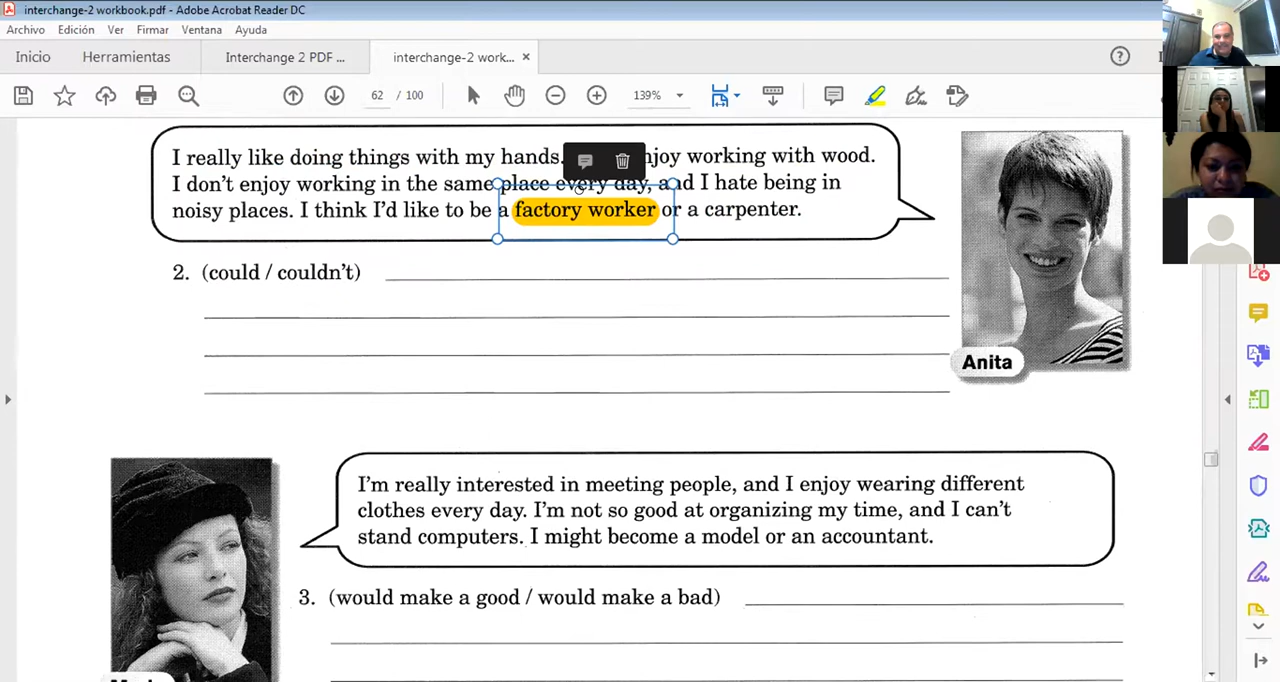 interchange-2 workbook.pdf - Adobe Acrobat Reader DC
Archivo Edición Ver Firmar Ventana Ayuda
Inicio Herramientas Interchange 2 PDF ... interchange-2 work... ×
62 / 100 139%
I really like doing things with my hands. njoy working with wood.
I don't enjoy working in the same place every day, and I hate being in
noisy places. I think I'd like to be a factory worker or a carpenter.
2. (could / couldn't)
Anita
I'm really interested in meeting people, and I enjoy wearing different
clothes every day. I'm not so good at organizing my time, and I can't
stand computers. I might become a model or an accountant.
3. (would make a good / would make a bad)